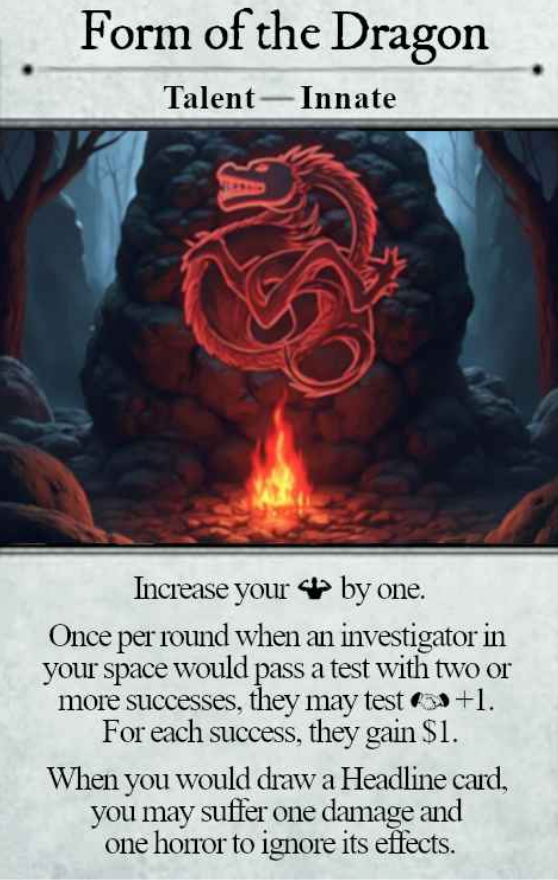 Form of the Dragon
Talent — Innate
Increase your by one.
Once per round when an investigator in
your space would pass a test with two or
more successes, they may test +1.
For each success, they gain $1.
When you would draw a Headline card,
you may suffer one damage and
one horror to ignore its effects.